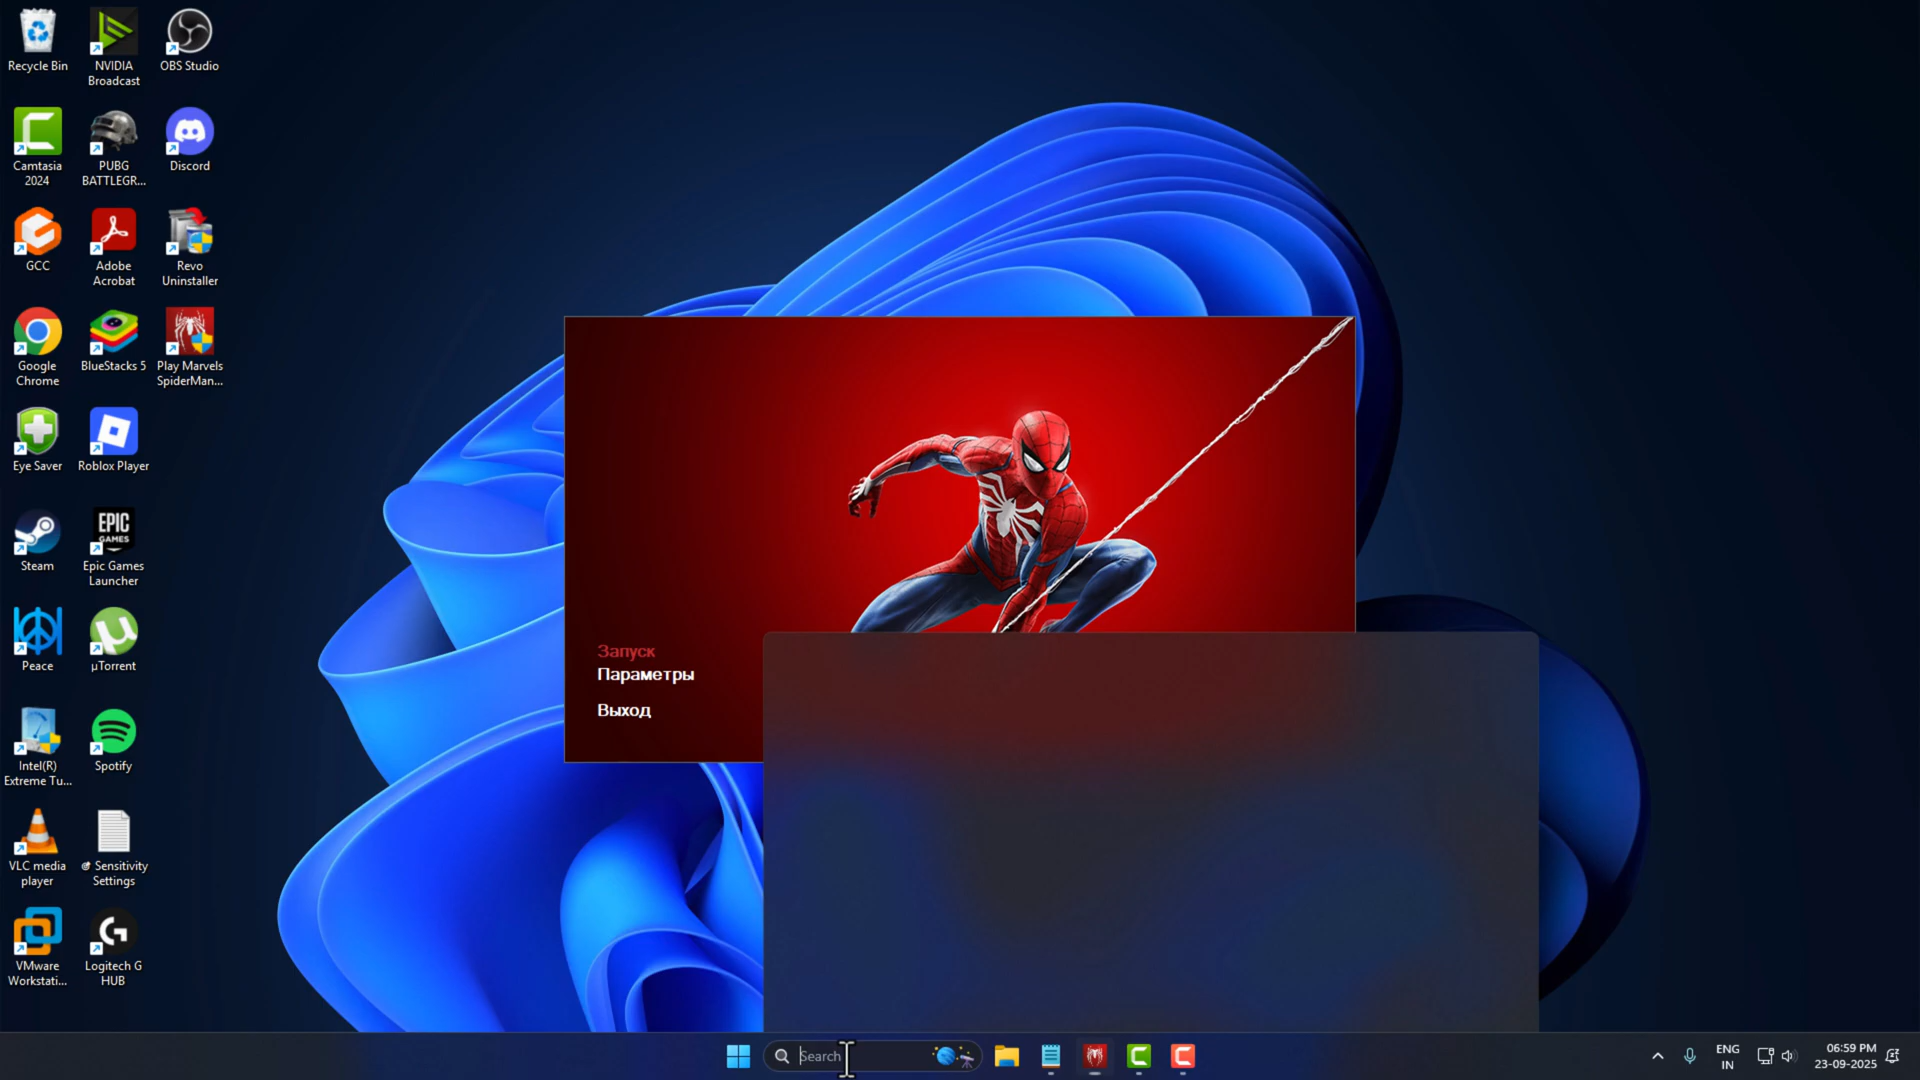 Recycle Bin
NVIDIA
Broadcast
OBS Studio
Camtasia
2024
PUBG
BATTLEGR...
Discord
GCC
Adobe
Acrobat
Revo
Uninstaller
Google
Chrome
BlueStacks 5
Play Marvels
SpiderMan...
Eye Saver
Roblox Player
Steam
EPIC
GAMES
Epic Games
Launcher
Peace
µTorrent
Intel(R)
Extreme Tu...
Spotify
VLC media
player
Sensitivity
Settings
VMware
Workstati...
Logitech G
HUB
Запуск
Параметры
Выход
Search
ENG
IN
06:59 PM
23-09-2025